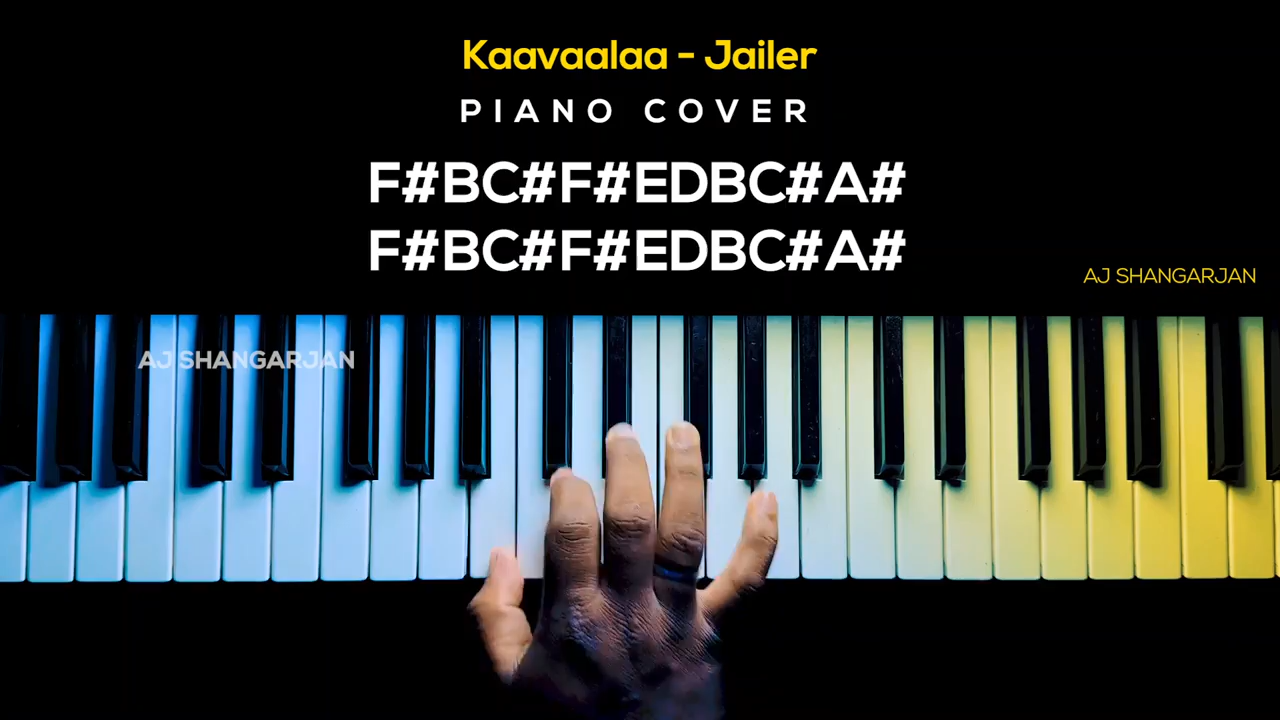 Kaavaalaa - Jailer
PIANO COVER
F#BC#F#EDBC#A#
F#BC#F#EDBC#A#
AJ SHANGARJAN
AJ SHANGARJAN